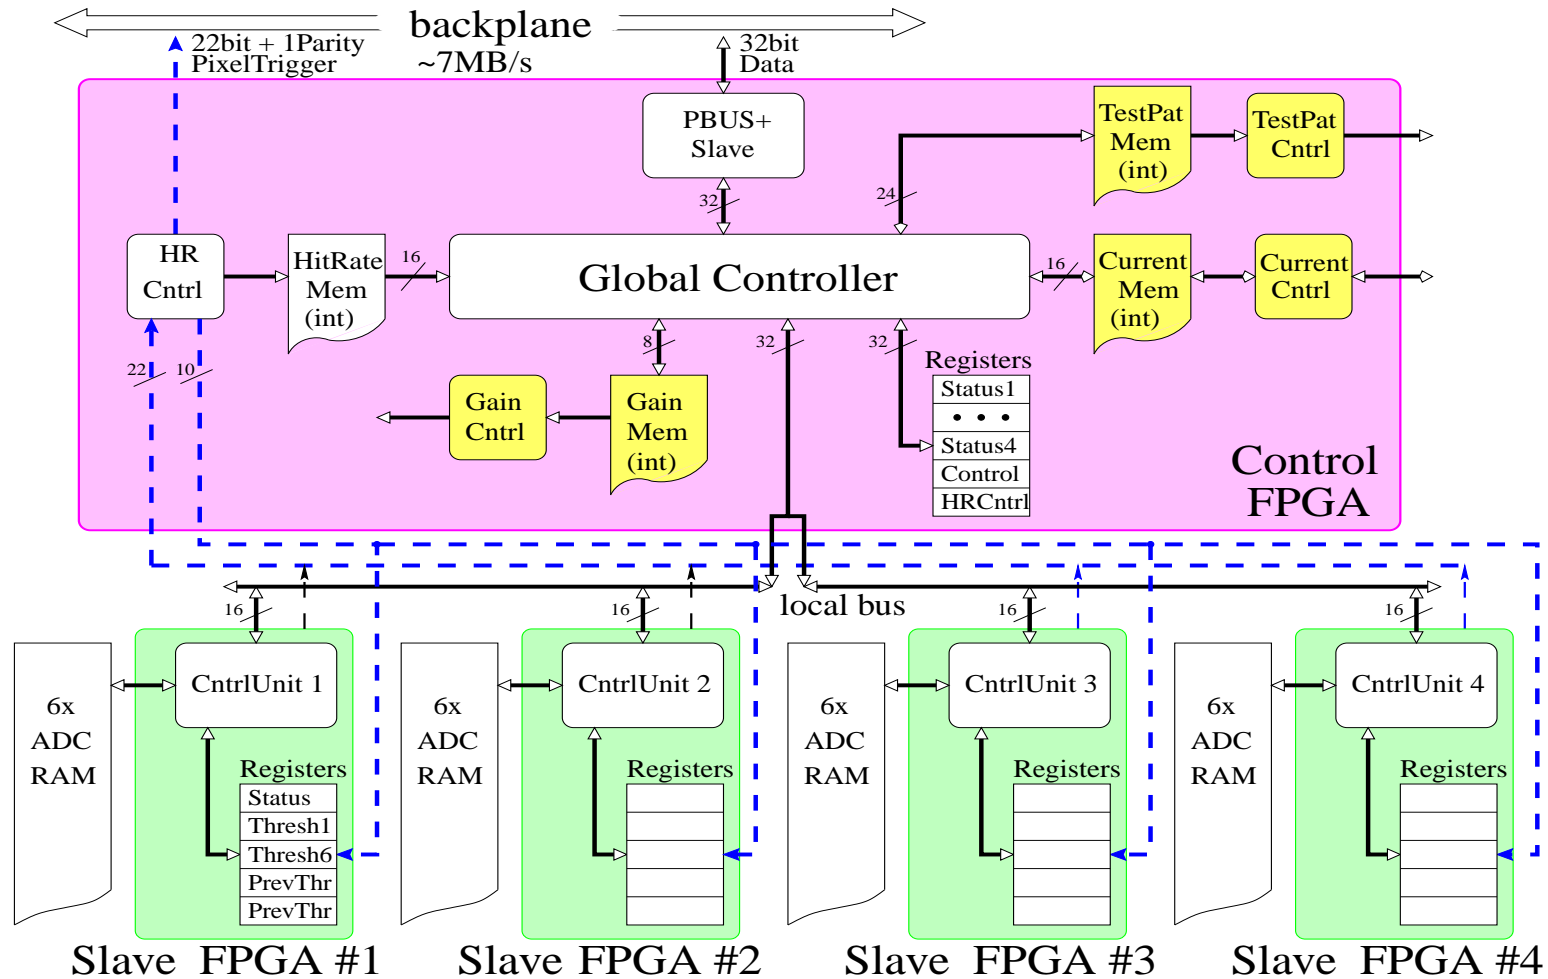 backplane
22bit + 1Parity
PixelTrigger
~7MB/s
32bit
Data
PBUS+
Slave
TestPat
Mem
(int)
TestPat
Cntrl
32
24
HR
Cntrl
HitRate
Mem
(int)
16
Global Controller
16
Current
Mem
(int)
Current
Cntrl
22
10
8
32
32
Registers
Status1
• • •
Status4
Control
HRCntrl
Gain
Cntrl
Gain
Mem
(int)
Control
FPGA
local bus
16
16
16
16
CntrlUnit 1
CntrlUnit 2
CntrlUnit 3
CntrlUnit 4
6x
ADC
RAM
6x
ADC
RAM
6x
ADC
RAM
6x
ADC
RAM
Registers
Status
Thresh1
Thresh6
PrevThr
PrevThr
Registers
Registers
Registers
Slave FPGA #1
Slave FPGA #2
Slave FPGA #3
Slave FPGA #4